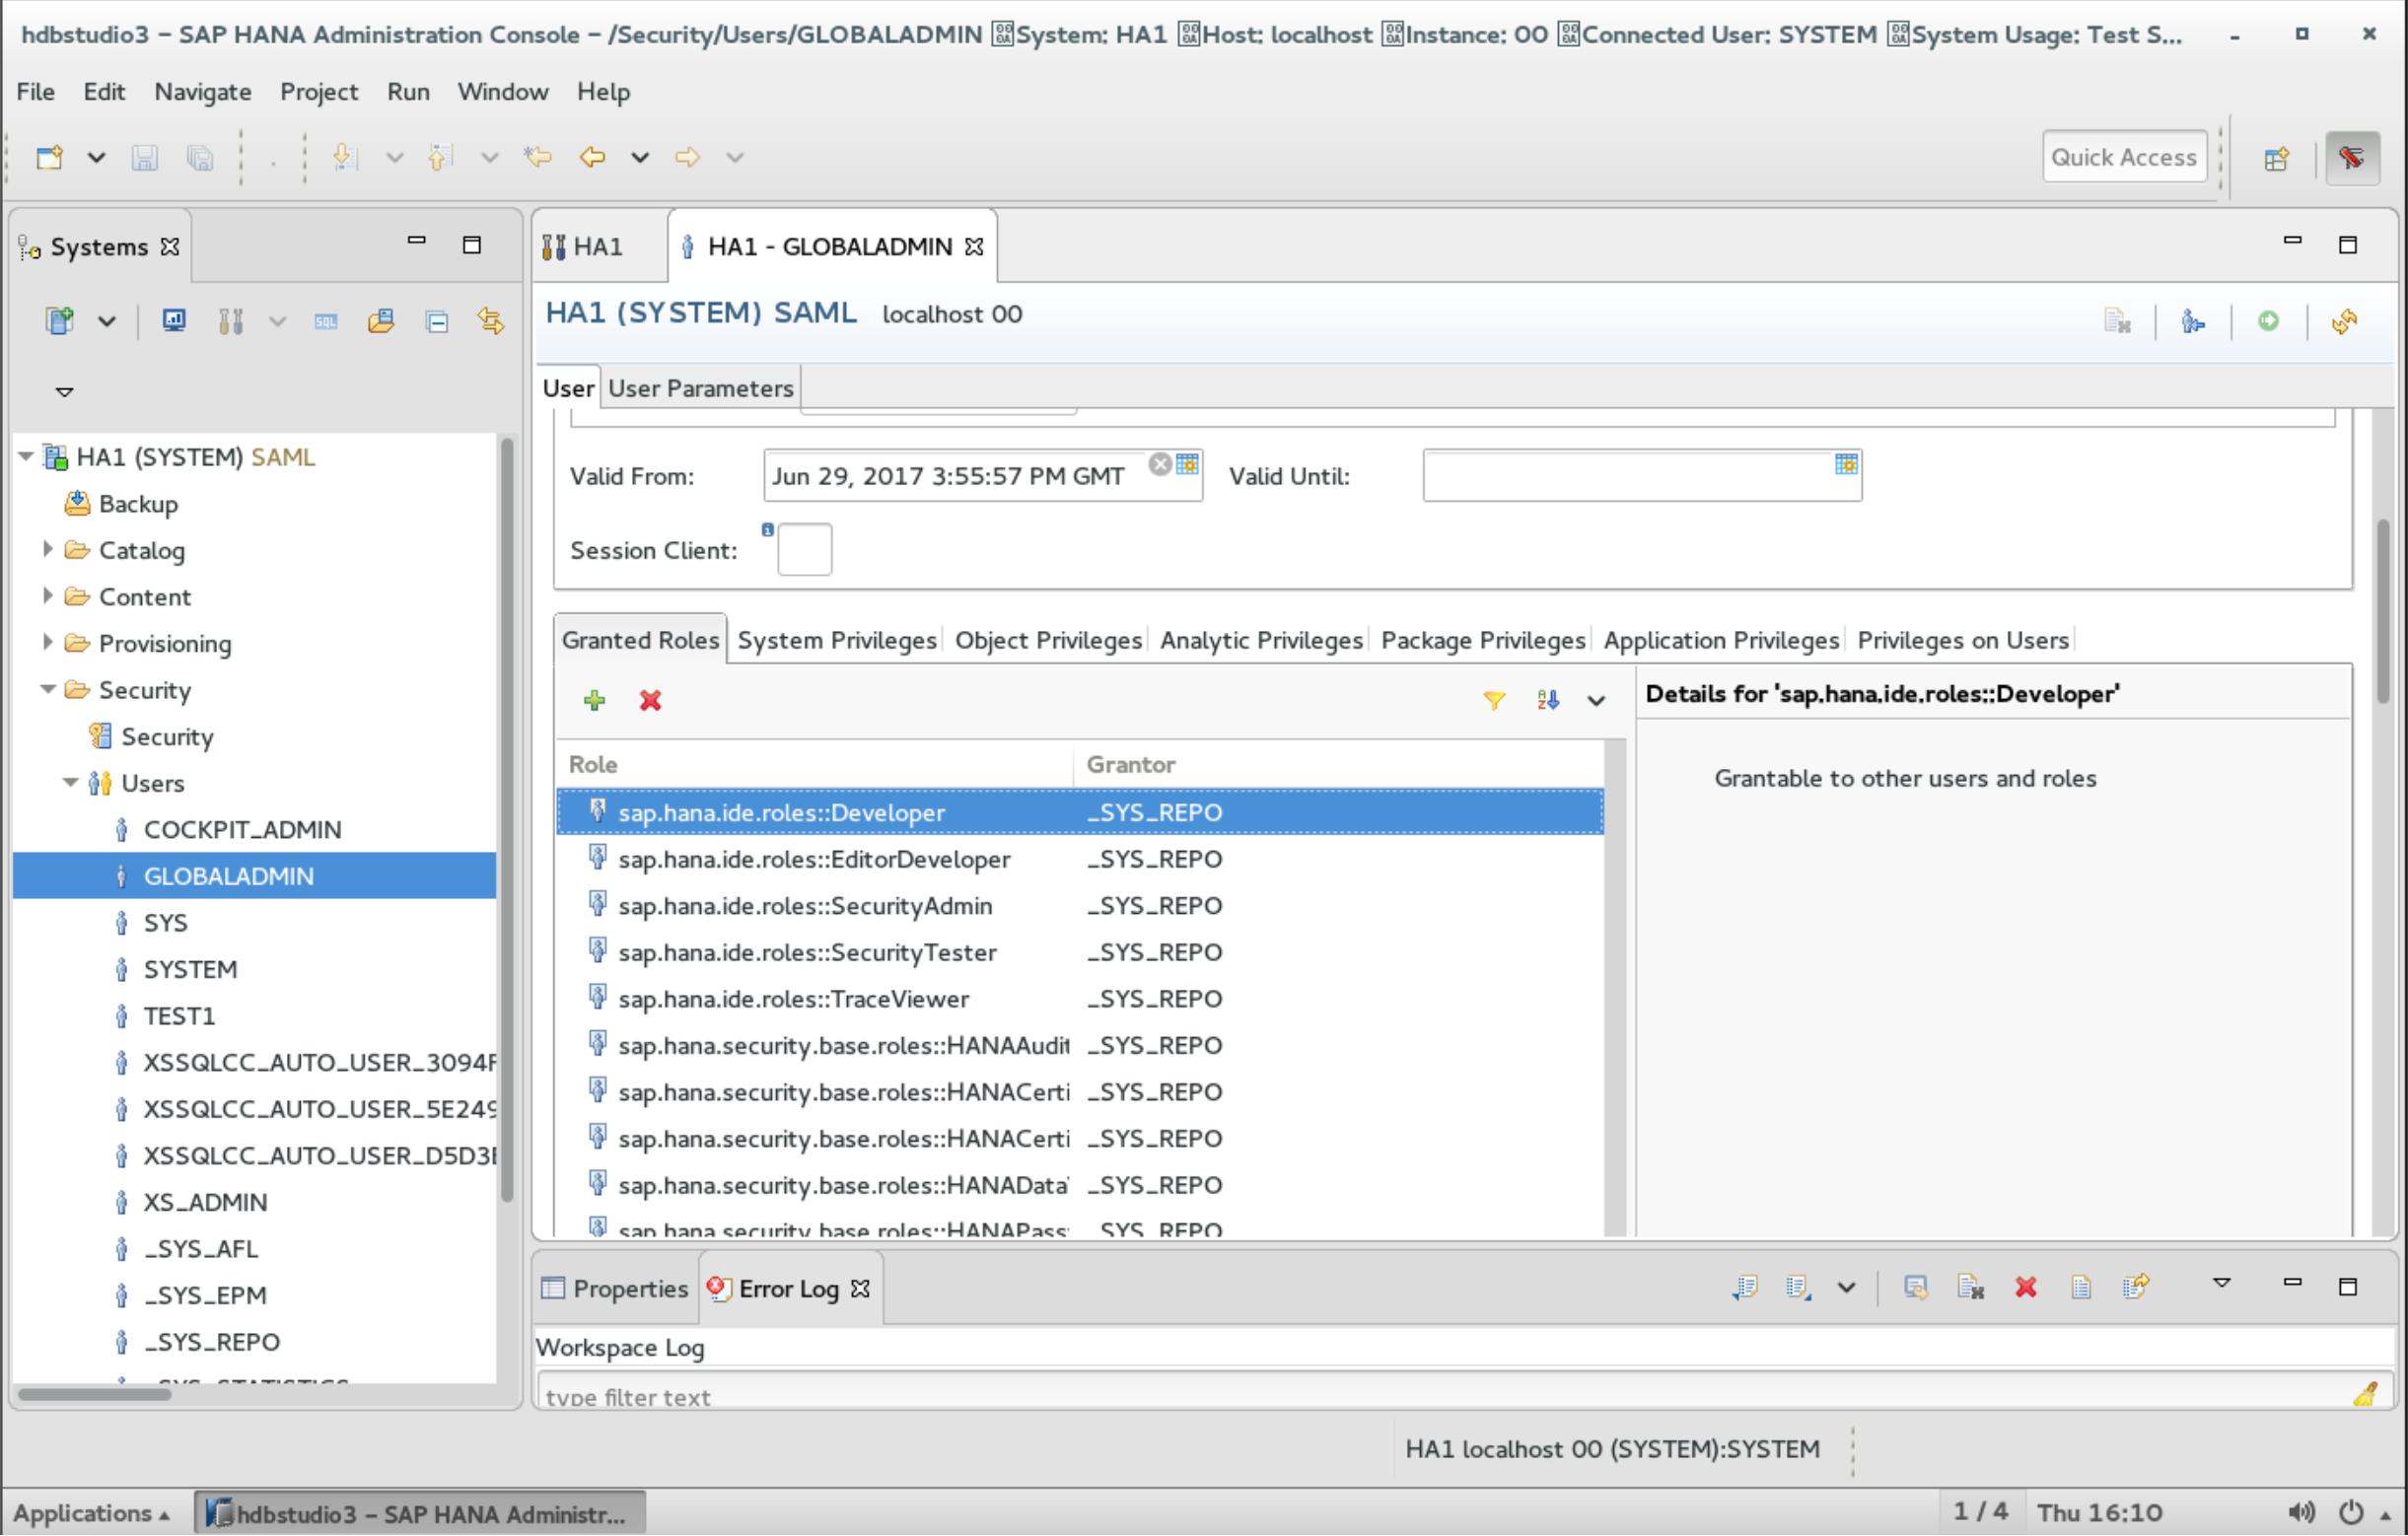 hdbstudio3 – SAP HANA Administration Console – /Security/Users/GLOBALADMIN System: HA1 Host: localhost Instance: 00 Connected User: SYSTEM System Usage: Test S...
File Edit Navigate Project Run Window Help
Quick Access
Systems
HA1 (SYSTEM) SAML
Backup
Catalog
Content
Provisioning
Security
Security
Users
COCKPIT_ADMIN
GLOBALADMIN
SYS
SYSTEM
TEST1
XSSQLCC_AUTO_USER_3094F
XSSQLCC_AUTO_USER_5E249
XSSQLCC_AUTO_USER_D5D3
XS_ADMIN
_SYS_AFL
_SYS_EPM
_SYS_REPO
HA1 HA1 - GLOBALADMIN
HA1 (SYSTEM) SAML localhost 00
User User Parameters
Valid From: Jun 29, 2017 3:55:57 PM GMT Valid Until:
Session Client:
Granted Roles System Privileges Object Privileges Analytic Privileges Package Privileges Application Privileges Privileges on Users
Details for 'sap.hana.ide.roles::Developer'
Grantable to other users and roles
Role Grantor
sap.hana.ide.roles::Developer _SYS_REPO
sap.hana.ide.roles::EditorDeveloper _SYS_REPO
sap.hana.ide.roles::SecurityAdmin _SYS_REPO
sap.hana.ide.roles::SecurityTester _SYS_REPO
sap.hana.ide.roles::TraceViewer _SYS_REPO
sap.hana.security.base.roles::HANAAudit _SYS_REPO
sap.hana.security.base.roles::HANACerti _SYS_REPO
sap.hana.security.base.roles::HANACerti _SYS_REPO
sap.hana.security.base.roles::HANAData _SYS_REPO
sap.hana.security.base.roles::HANAPass _SYS_REPO
Properties Error Log
Workspace Log
type filter text
HA1 localhost 00 (SYSTEM):SYSTEM
Applications hdbstudio3 – SAP HANA Administr... 1 / 4 Thu 16:10